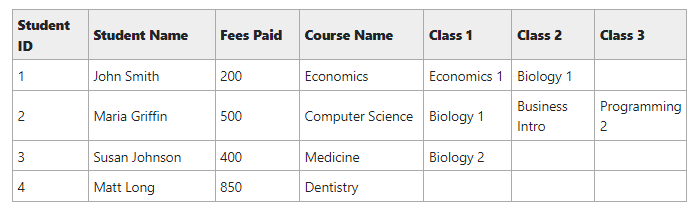 Student ID Student Name Fees Paid Course Name Class 1 Class 2 Class 3
1 John Smith 200 Economics Economics 1 Biology 1
2 Maria Griffin 500 Computer Science Biology 1 Business Intro Programming 2
3 Susan Johnson 400 Medicine Biology 2
4 Matt Long 850 Dentistry